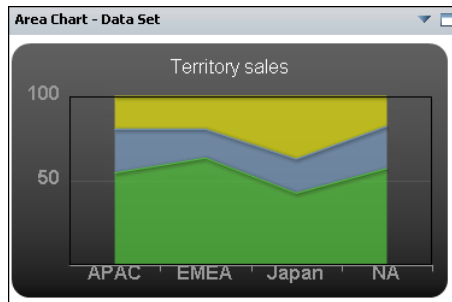 Area Chart - Data Set
Territory sales
100
50
APAC
EMEA
Japan
NA